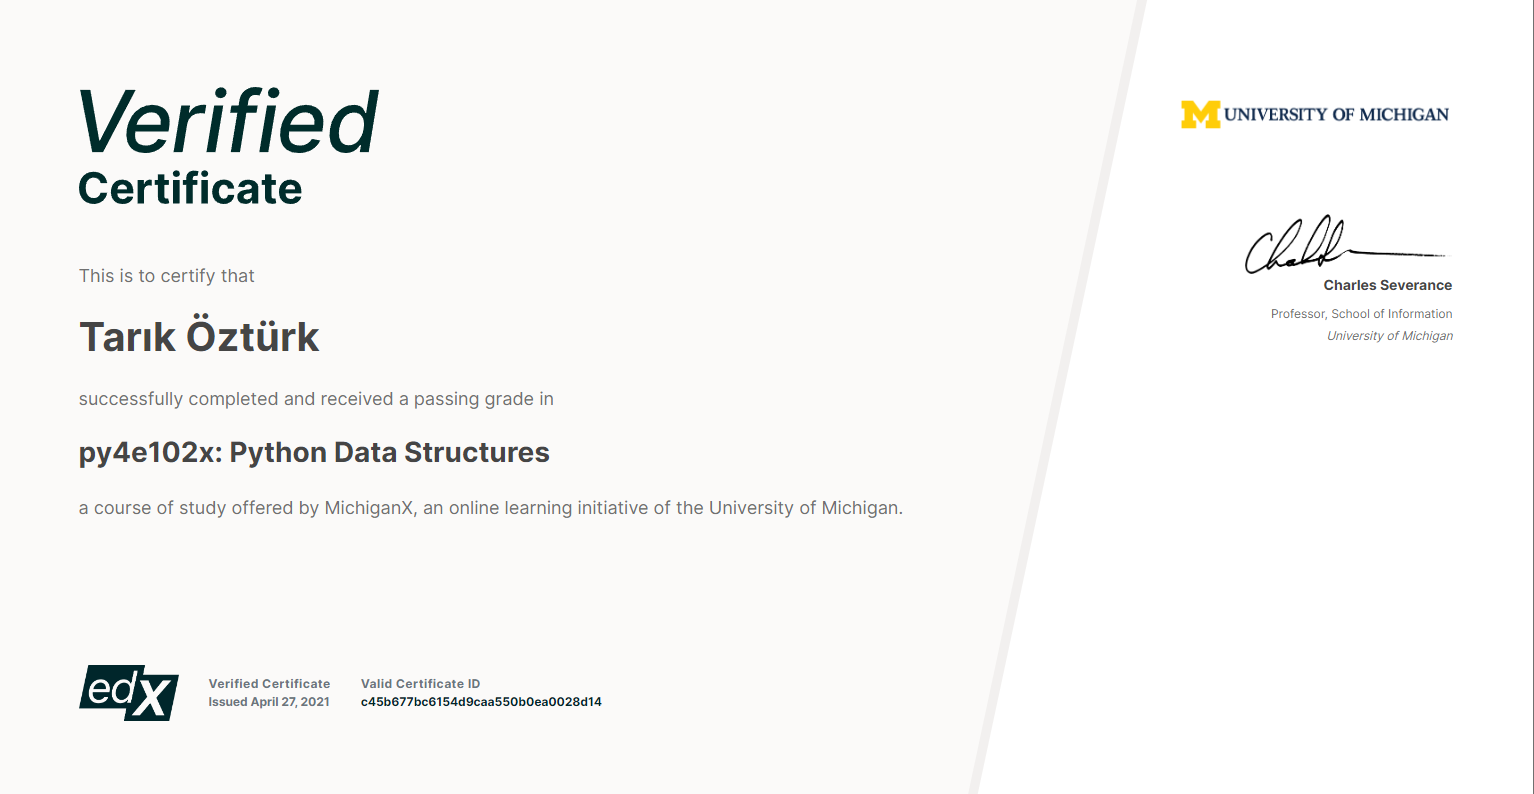 Verified
Certificate
This is to certify that
Tarık Öztürk
successfully completed and received a passing grade in
py4e102x: Python Data Structures
a course of study offered by MichiganX, an online learning initiative of the University of Michigan.
edX
Verified Certificate
Issued April 27, 2021
Valid Certificate ID
c45b677bc6154d9caa550b0ea0028d14
M UNIVERSITY OF MICHIGAN
Charles Severance
Professor, School of Information
University of Michigan